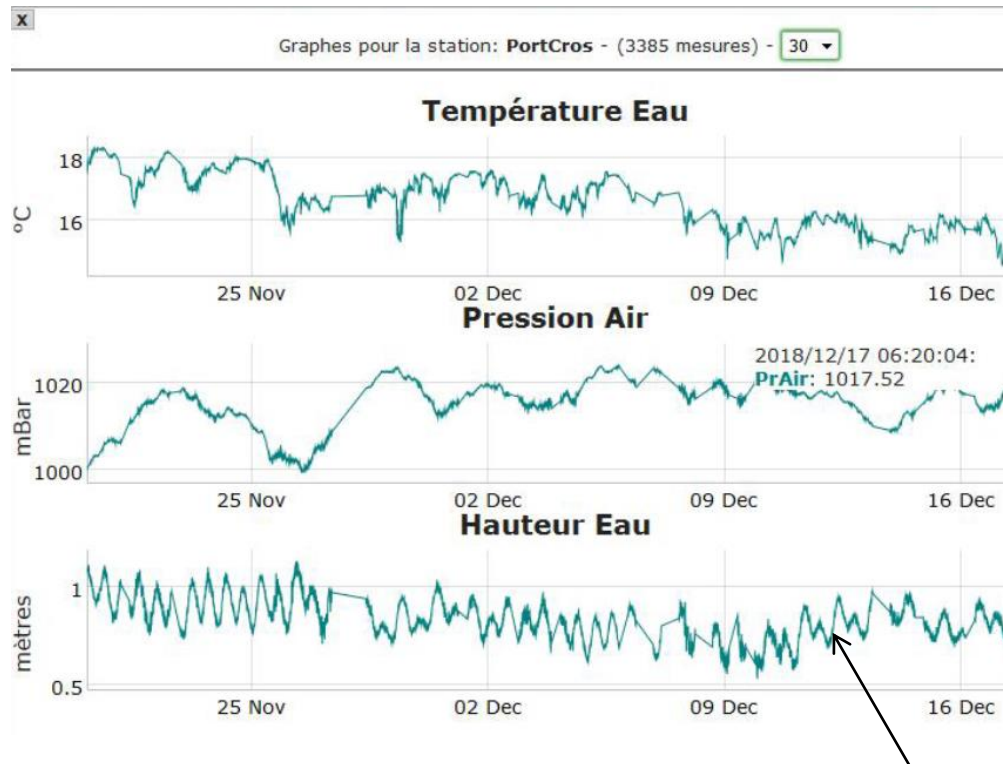 X
Graphes pour la station: PortCros - (3385 mesures) - 30
Température Eau
18
16
°C
25 Nov 02 Dec 09 Dec 16 Dec
Pression Air
2018/12/17 06:20:04:
PrAir: 1017.52
1020
1000
mBar
25 Nov 02 Dec 09 Dec 16 Dec
Hauteur Eau
1
0.5
mètres
25 Nov 02 Dec 09 Dec 16 Dec